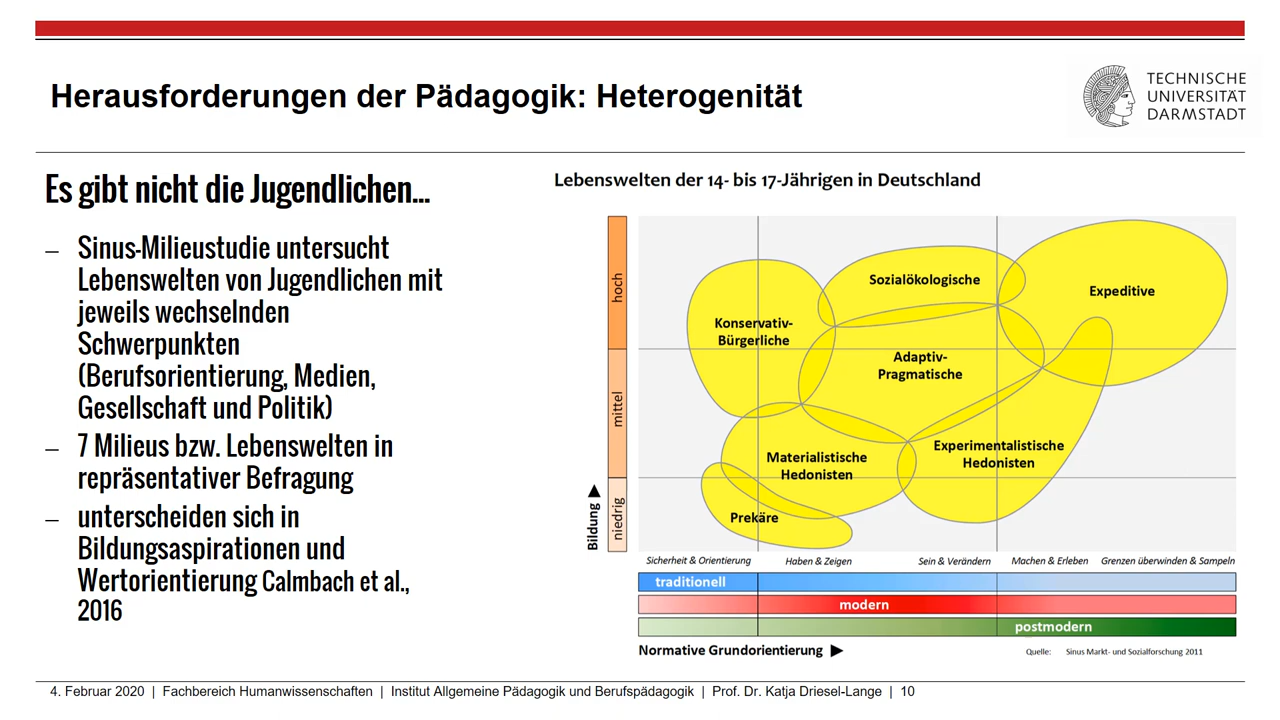 Herausforderungen der Pädagogik: Heterogenität
TECHNISCHE
UNIVERSITÄT
DARMSTADT
Es gibt nicht die Jugendlichen...
– Sinus-Milieustudie untersucht
Lebenswelten von Jugendlichen mit
jeweils wechselnden
Schwerpunkten
(Berufsorientierung, Medien,
Gesellschaft und Politik)
– 7 Milieus bzw. Lebenswelten in
repräsentativer Befragung
– unterscheiden sich in
Bildungsaspirationen und
Wertorientierung Calmbach et al.,
2016
Lebenswelten der 14- bis 17-Jährigen in Deutschland
Bildung ▶
hoch
mittel
niedrig
Konservativ-
Bürgerliche
Sozialökologische
Expeditive
Adaptiv-
Pragmatische
Materialistische
Hedonisten
Experimentalistische
Hedonisten
Prekäre
Sicherheit & Orientierung
Haben & Zeigen
Sein & Verändern
Machen & Erleben
Grenzen überwinden & Sampeln
traditionell
modern
postmodern
Normative Grundorientierung ▶
Quelle: Sinus Markt- und Sozialforschung 2011
4. Februar 2020 | Fachbereich Humanwissenschaften | Institut Allgemeine Pädagogik und Berufspädagogik | Prof. Dr. Katja Driesel-Lange | 10